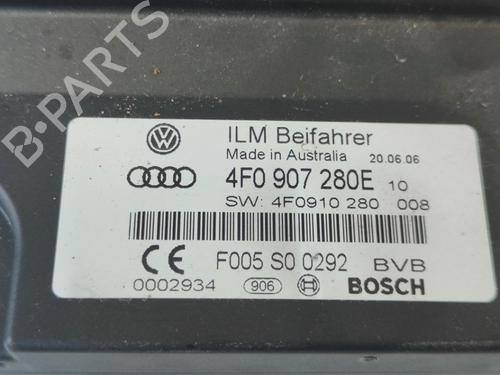 B-PARTS
ILM Beifahrer
Made in Australia 20.06.06
4F0 907 280E 10
SW: 4F0910 280 008
CE F005 S0 0292 BVB
0002934 906 BOSCH